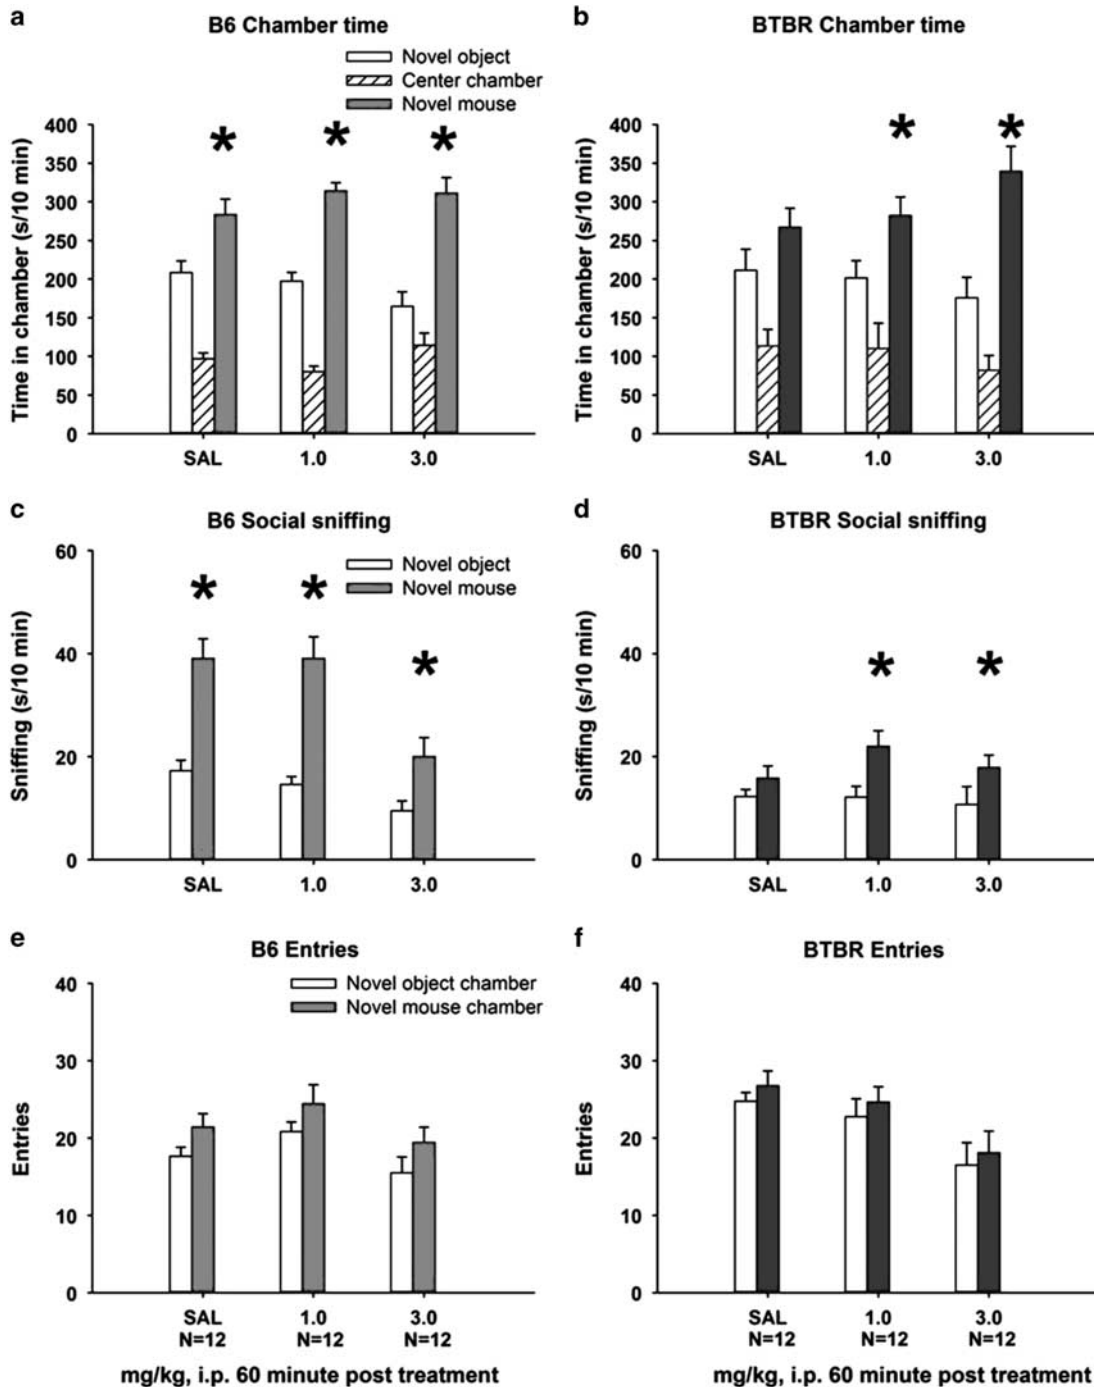 a
B6 Chamber time
Novel object
Center chamber
Novel mouse
Time in chamber (s/10 min)
400
350
300
250
200
150
100
50
0
* * *
SAL 1.0 3.0
b
BTBR Chamber time
Time in chamber (s/10 min)
400
350
300
250
200
150
100
50
0
* *
SAL 1.0 3.0
c
B6 Social sniffing
Novel object
Novel mouse
Sniffing (s/10 min)
60
40
20
0
* * *
SAL 1.0 3.0
d
BTBR Social sniffing
Sniffing (s/10 min)
60
40
20
0
* *
SAL 1.0 3.0
e
B6 Entries
Novel object chamber
Novel mouse chamber
Entries
40
30
20
10
0
SAL 1.0 3.0
N=12 N=12 N=12
mg/kg, i.p. 60 minute post treatment
f
BTBR Entries
Entries
40
30
20
10
0
SAL 1.0 3.0
N=12 N=12 N=12
mg/kg, i.p. 60 minute post treatment